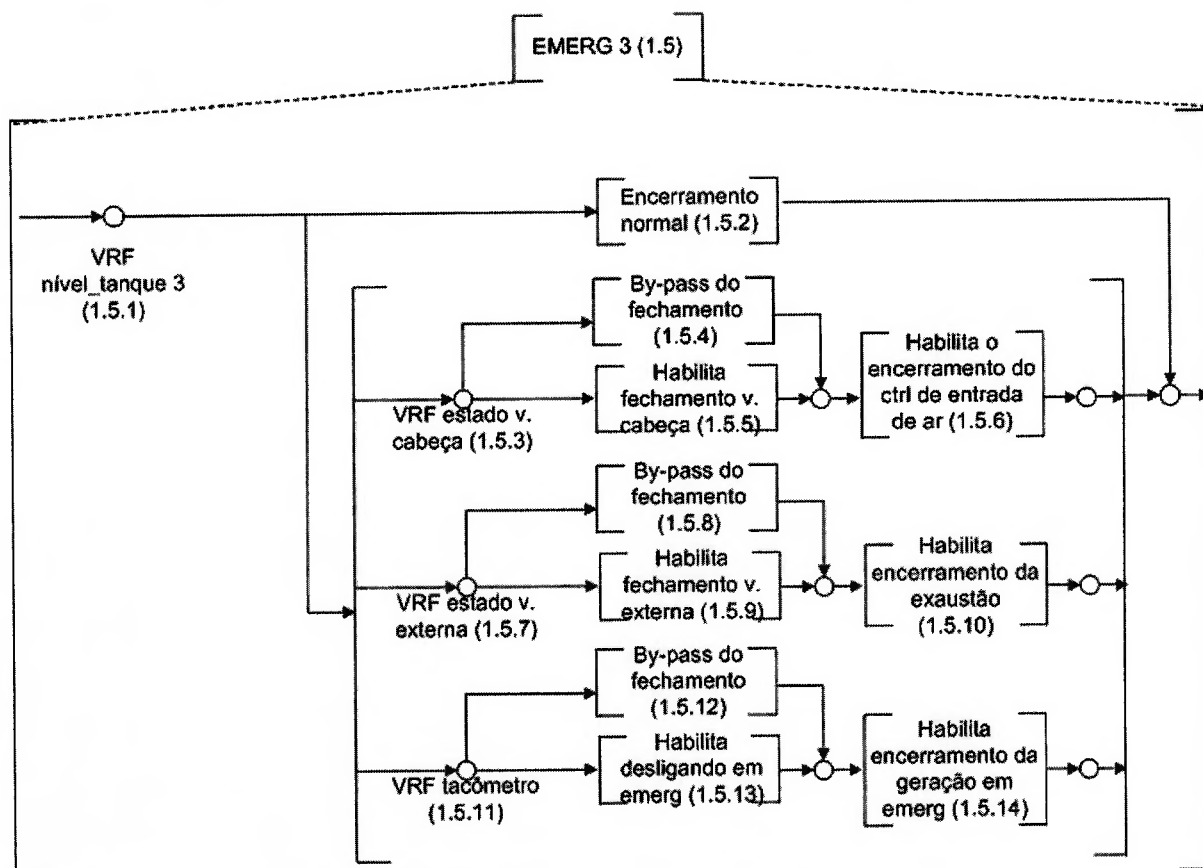 EMERG 3 (1.5)
Encerramento
normal (1.5.2)
VRF
nível_tanque 3
(1.5.1)
By-pass do
fechamento
(1.5.4)
Habilita
fechamento v.
cabeça (1.5.5)
Habilita o
encerramento do
ctrl de entrada
de ar (1.5.6)
VRF estado v.
cabeça (1.5.3)
By-pass do
fechamento
(1.5.8)
Habilita
fechamento v.
externa (1.5.9)
Habilita
encerramento da
exaustão
(1.5.10)
VRF estado v.
externa (1.5.7)
By-pass do
fechamento
(1.5.12)
Habilita
desligando em
emerg (1.5.13)
Habilita
encerramento da
geração em
emerg (1.5.14)
VRF tacômetro
(1.5.11)